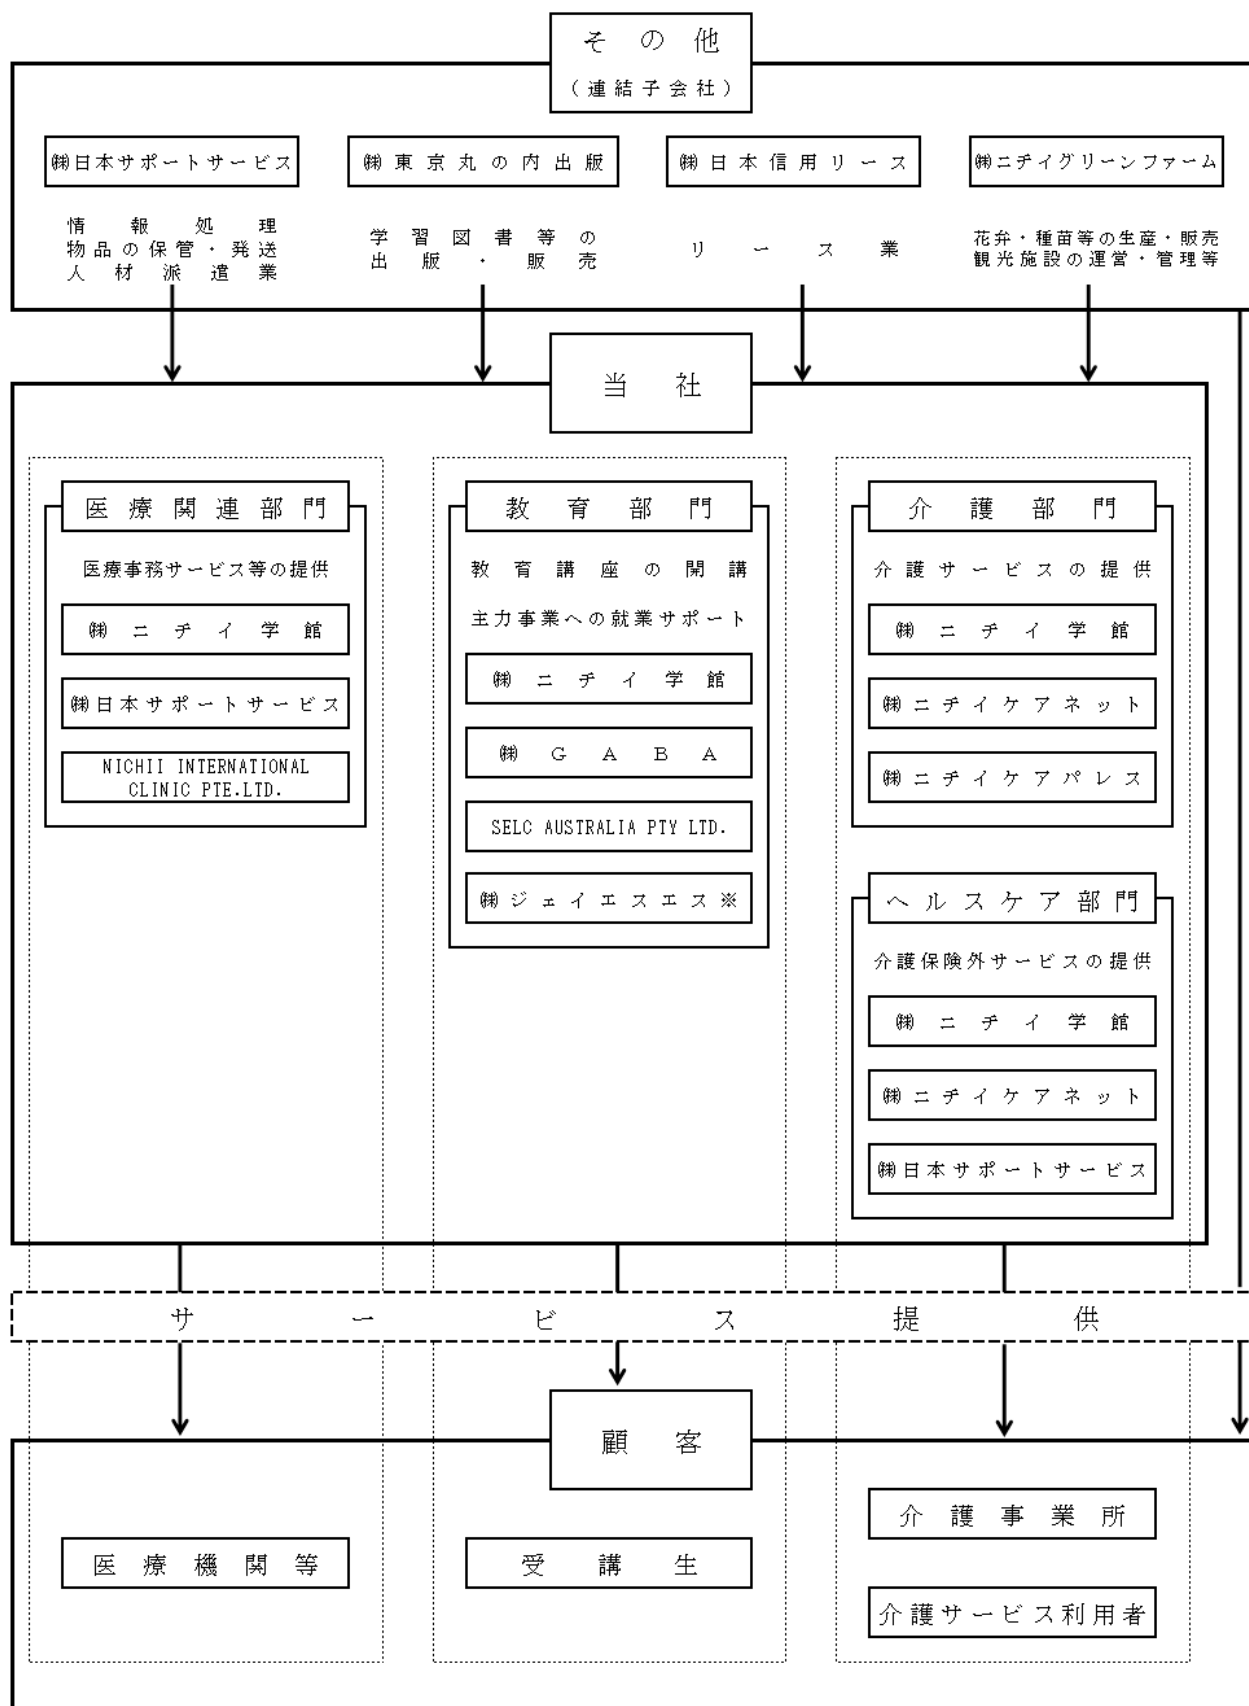 その他
(連結子会社)
㈱日本サポートサービス
㈱東京丸の内出版
㈱日本信用リース
㈱ニチイグリーンファーム
情報処理
物品の保管・発送
人材派遣業
学習図書等の
出版・販売
リース業
花弁・種苗等の生産・販売
観光施設の運営・管理等
当社
医療関連部門
医療事務サービス等の提供
㈱ニチイ学館
㈱日本サポートサービス
NICHII INTERNATIONAL
CLINIC PTE.LTD.
教育部門
教育講座の開講
主力事業への就業サポート
㈱ニチイ学館
㈱GABA
SELC AUSTRALIA PTY LTD.
㈱ジェイエスエス※
介護部門
介護サービスの提供
㈱ニチイ学館
㈱ニチイケアネット
㈱ニチイケアパレス
ヘルスケア部門
介護保険外サービスの提供
㈱ニチイ学館
㈱ニチイケアネット
㈱日本サポートサービス
サービス提供
顧客
医療機関等
受講生
介護事業所
介護サービス利用者